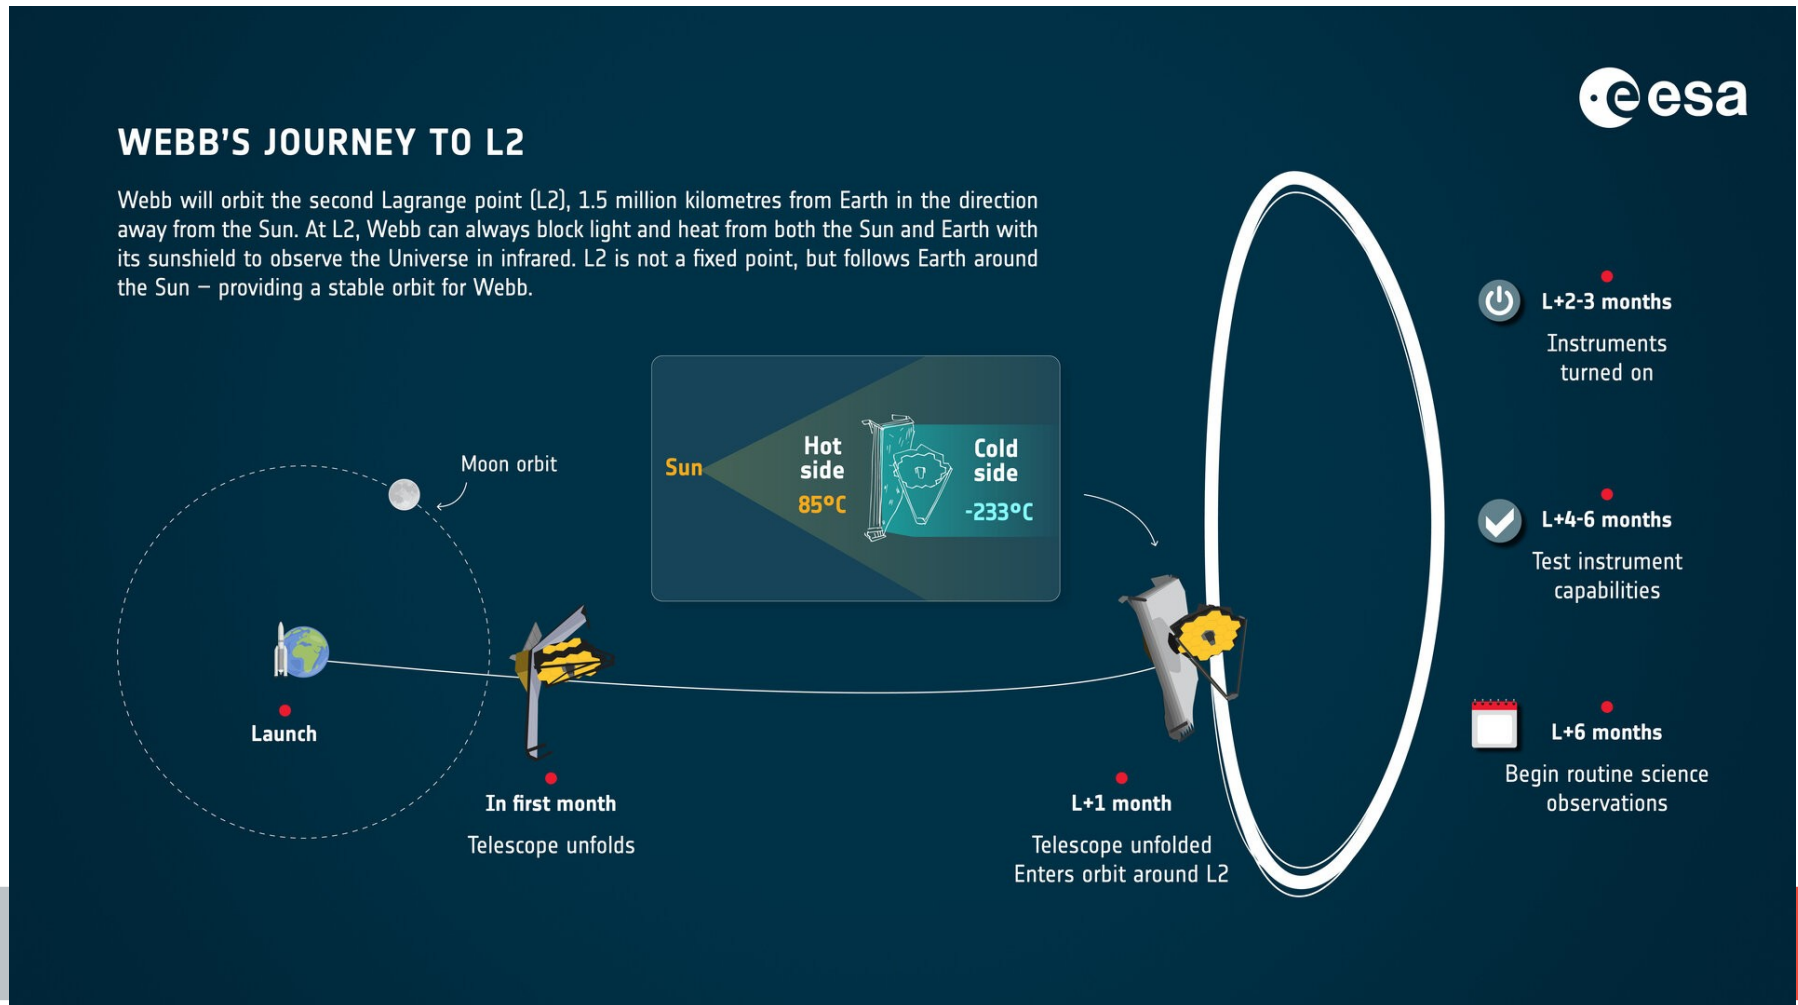 esa
WEBB'S JOURNEY TO L2
Webb will orbit the second Lagrange point (L2), 1.5 million kilometres from Earth in the direction
away from the Sun. At L2, Webb can always block light and heat from both the Sun and Earth with
its sunshield to observe the Universe in infrared. L2 is not a fixed point, but follows Earth around
the Sun – providing a stable orbit for Webb.
Moon orbit
Sun
Hot
side
85ºC
Cold
side
-233ºC
Launch
In first month
Telescope unfolds
L+1 month
Telescope unfolded
Enters orbit around L2
L+2-3 months
Instruments
turned on
L+4-6 months
Test instrument
capabilities
L+6 months
Begin routine science
observations